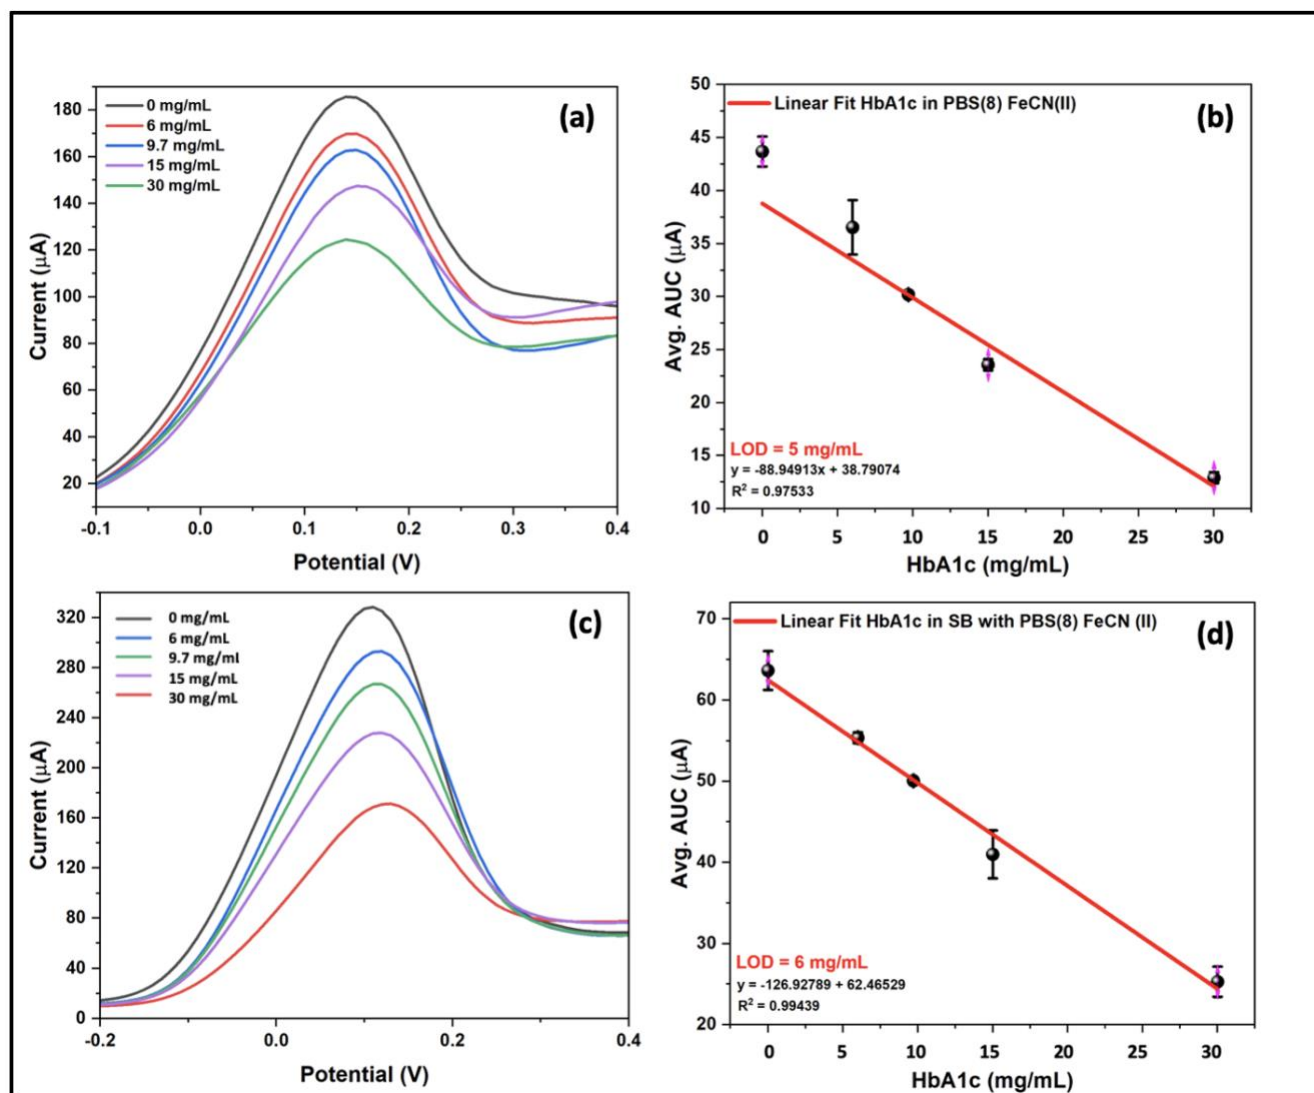 (a)
0 mg/mL
6 mg/mL
9.7 mg/mL
15 mg/mL
30 mg/mL
180
160
140
120
100
80
60
40
20
-0.1
0.0
0.1
0.2
0.3
0.4
Current (μA)
Potential (V)
(b)
Linear Fit HbA1c in PBS(8) FeCN(II)
50
45
40
35
30
25
20
15
10
0
5
10
15
20
25
30
Avg. AUC (μA)
HbA1c (mg/mL)
LOD = 5 mg/mL
y = -88.94913x + 38.79074
R² = 0.97533
(c)
0 mg/mL
6 mg/mL
9.7 mg/mL
15 mg/mL
30 mg/mL
320
280
240
200
160
120
80
40
0
-0.2
0.0
0.2
0.4
Current (μA)
Potential (V)
(d)
Linear Fit HbA1c in SB with PBS(8) FeCN (II)
70
60
50
40
30
20
0
5
10
15
20
25
30
Avg. AUC (μA)
HbA1c (mg/mL)
LOD = 6 mg/mL
y = -126.92789 + 62.46529
R² = 0.99439